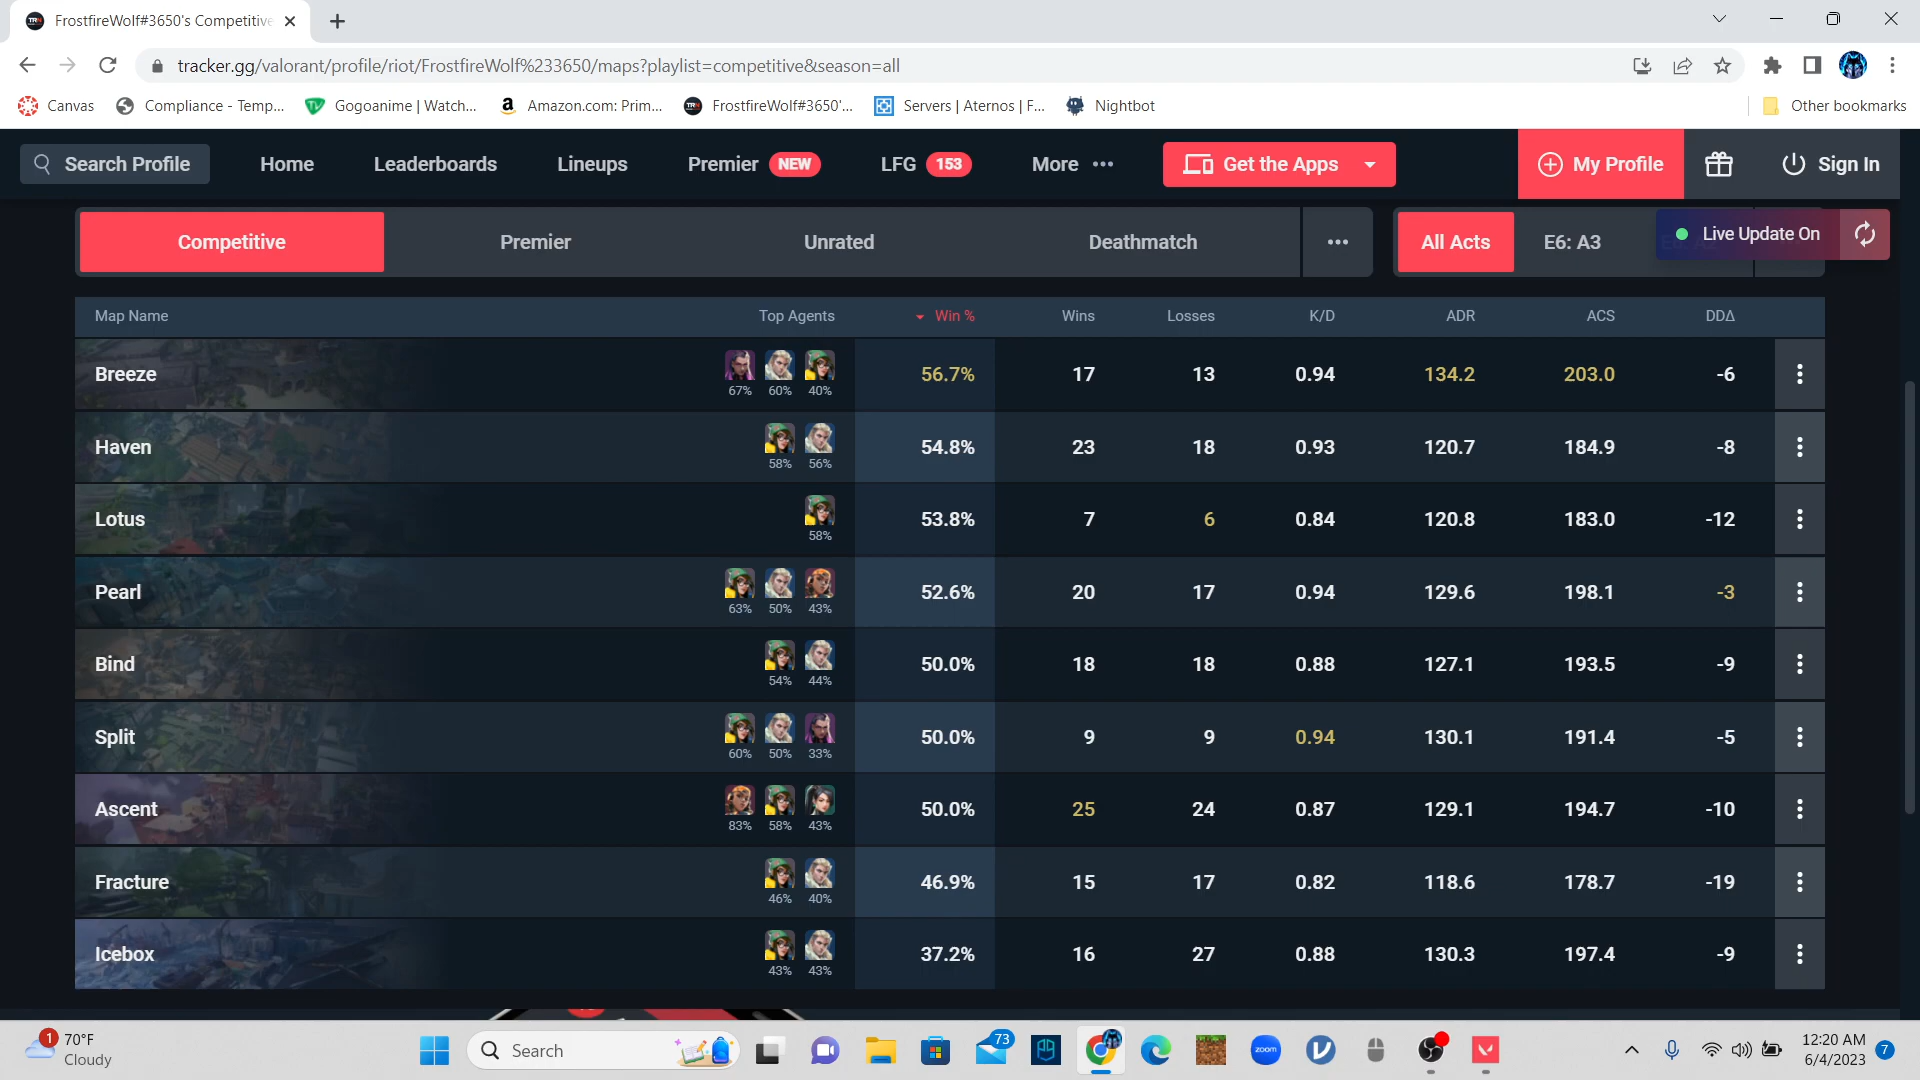 FrostfireWolf#3650's Competitive
tracker.gg/valorant/profile/riot/FrostfireWolf%233650/maps?playlist=competitive&season=all
Canvas Compliance - Temp... Gogoanime | Watch... Amazon.com: Prim... FrostfireWolf#3650'... Servers | Aternos | F... Nightbot Other bookmarks
Search Profile Home Leaderboards Lineups Premier NEW LFG 153 More ••• Get the Apps My Profile Sign In
Competitive Premier Unrated Deathmatch ••• All Acts E6: A3 Live Update On
Map Name Top Agents Win % Wins Losses K/D ADR ACS DDΔ
Breeze 56.7% 17 13 0.94 134.2 203.0 -6
67% 60% 40%
Haven 54.8% 23 18 0.93 120.7 184.9 -8
58% 56%
Lotus 53.8% 7 6 0.84 120.8 183.0 -12
58%
Pearl 52.6% 20 17 0.94 129.6 198.1 -3
63% 50% 43%
Bind 50.0% 18 18 0.88 127.1 193.5 -9
54% 44%
Split 50.0% 9 9 0.94 130.1 191.4 -5
60% 50% 33%
Ascent 50.0% 25 24 0.87 129.1 194.7 -10
83% 58% 43%
Fracture 46.9% 15 17 0.82 118.6 178.7 -19
46% 40%
Icebox 37.2% 16 27 0.88 130.3 197.4 -9
43% 43%
1 70°F
Cloudy
Search
73
zoom
12:20 AM
6/4/2023
7